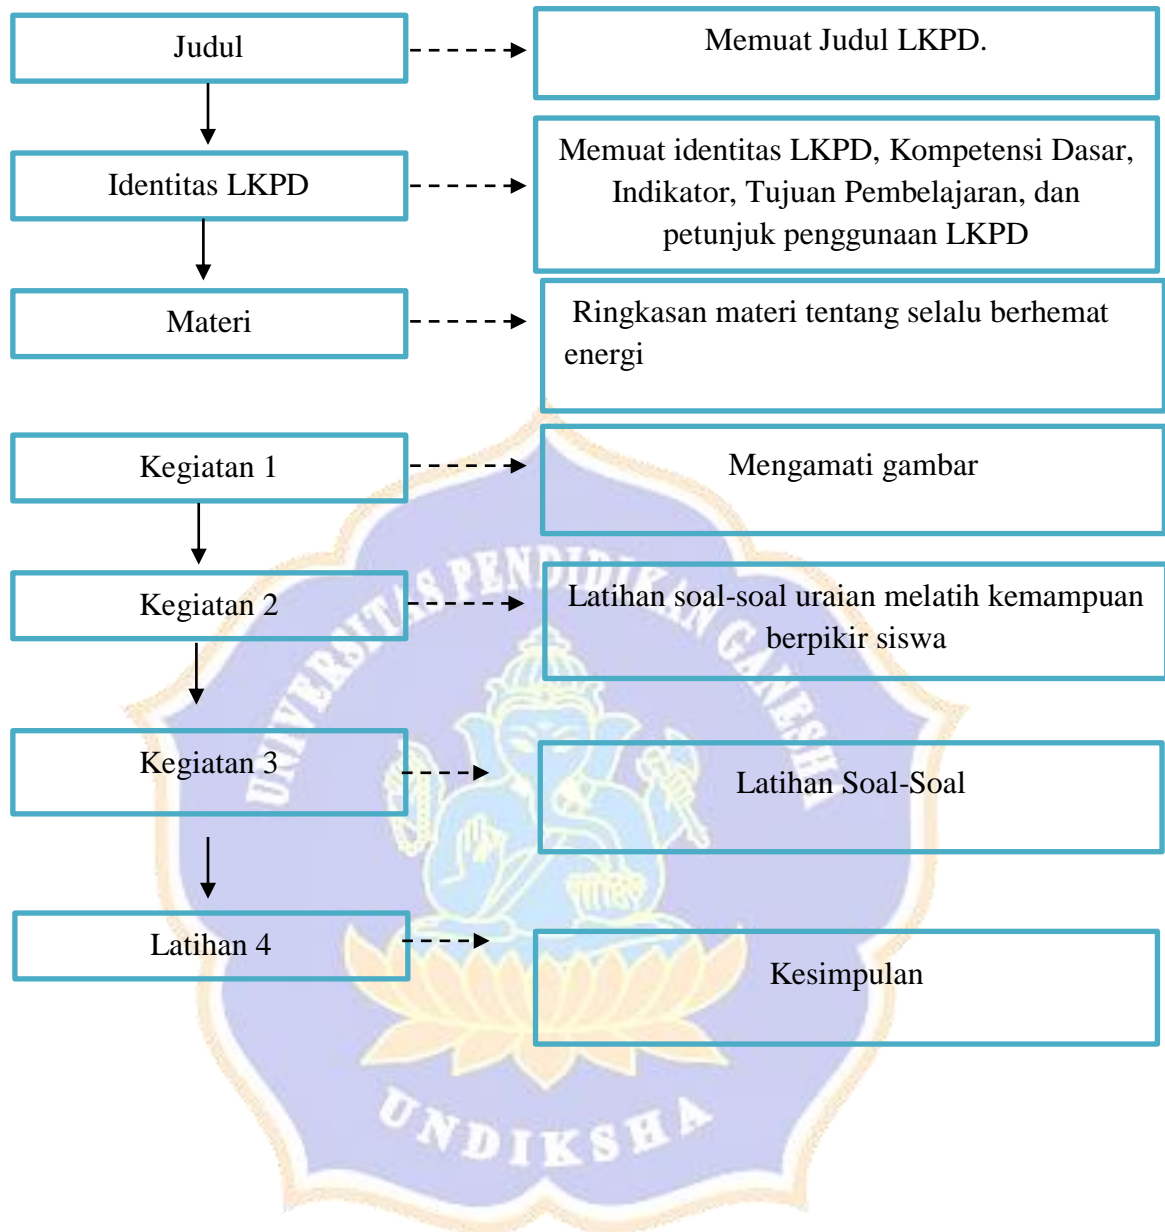 Judul
Memuat Judul LKPD.
Identitas LKPD
Memuat identitas LKPD, Kompetensi Dasar,
Indikator, Tujuan Pembelajaran, dan
petunjuk penggunaan LKPD
Materi
Ringkasan materi tentang selalu berhemat
energi
Kegiatan 1
Mengamati gambar
Kegiatan 2
Latihan soal-soal uraian melatih kemampuan
berpikir siswa
Kegiatan 3
Latihan Soal-Soal
Latihan 4
Kesimpulan
UNIVERSITAS PENDIDIKAN GANESHA
UNDIKSHA